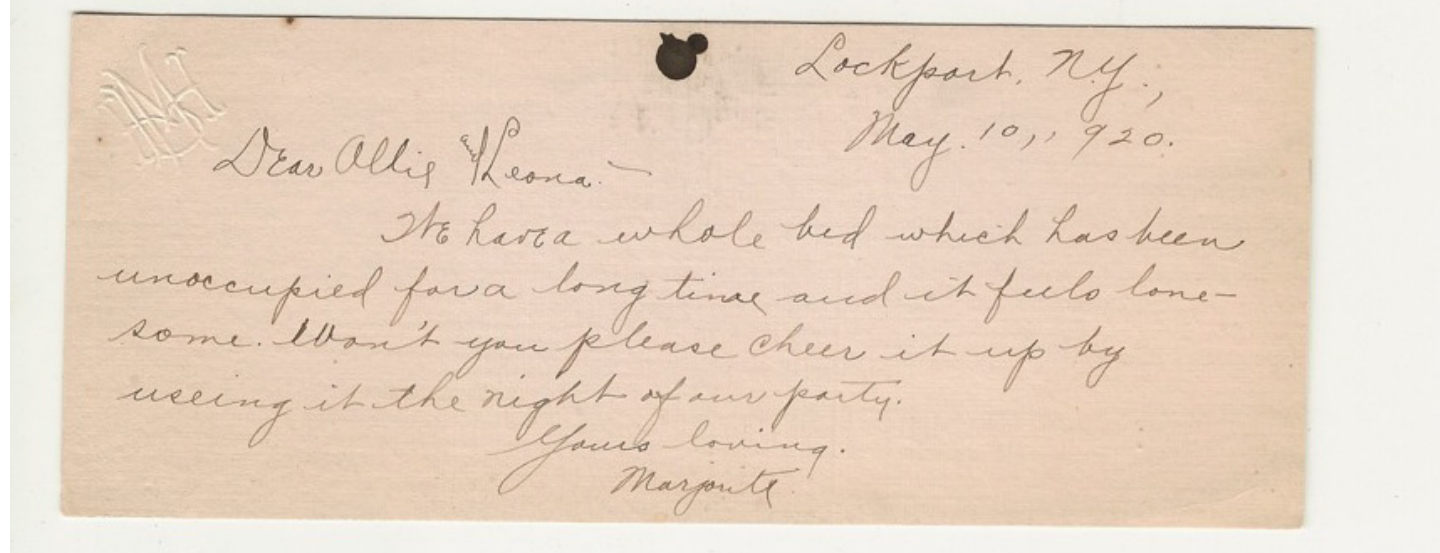 Lockport, N.Y.,
May. 10, 1920.
Dear Ollie and Leona.—
We have a whole bed which has been
unoccupied for a long time and it feels lone-
some. Won't you please cheer it up by
useing it the night of our party.
Yours loving.